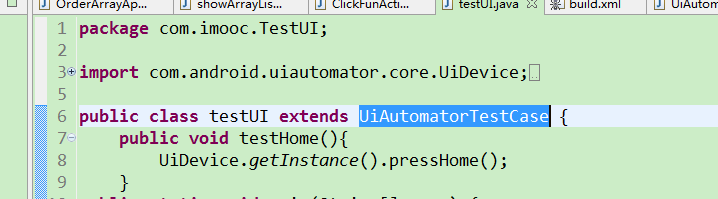 OrderArrayAp... showArrayLis... ClickFunActi... testUI.java build.xml UiAutom
1 package com.imooc.TestUI;
2
3 import com.android.uiautomator.core.UiDevice;
5
6 public class testUI extends UiAutomatorTestCase {
7 public void testHome(){
8 UiDevice.getInstance().pressHome();
9 }